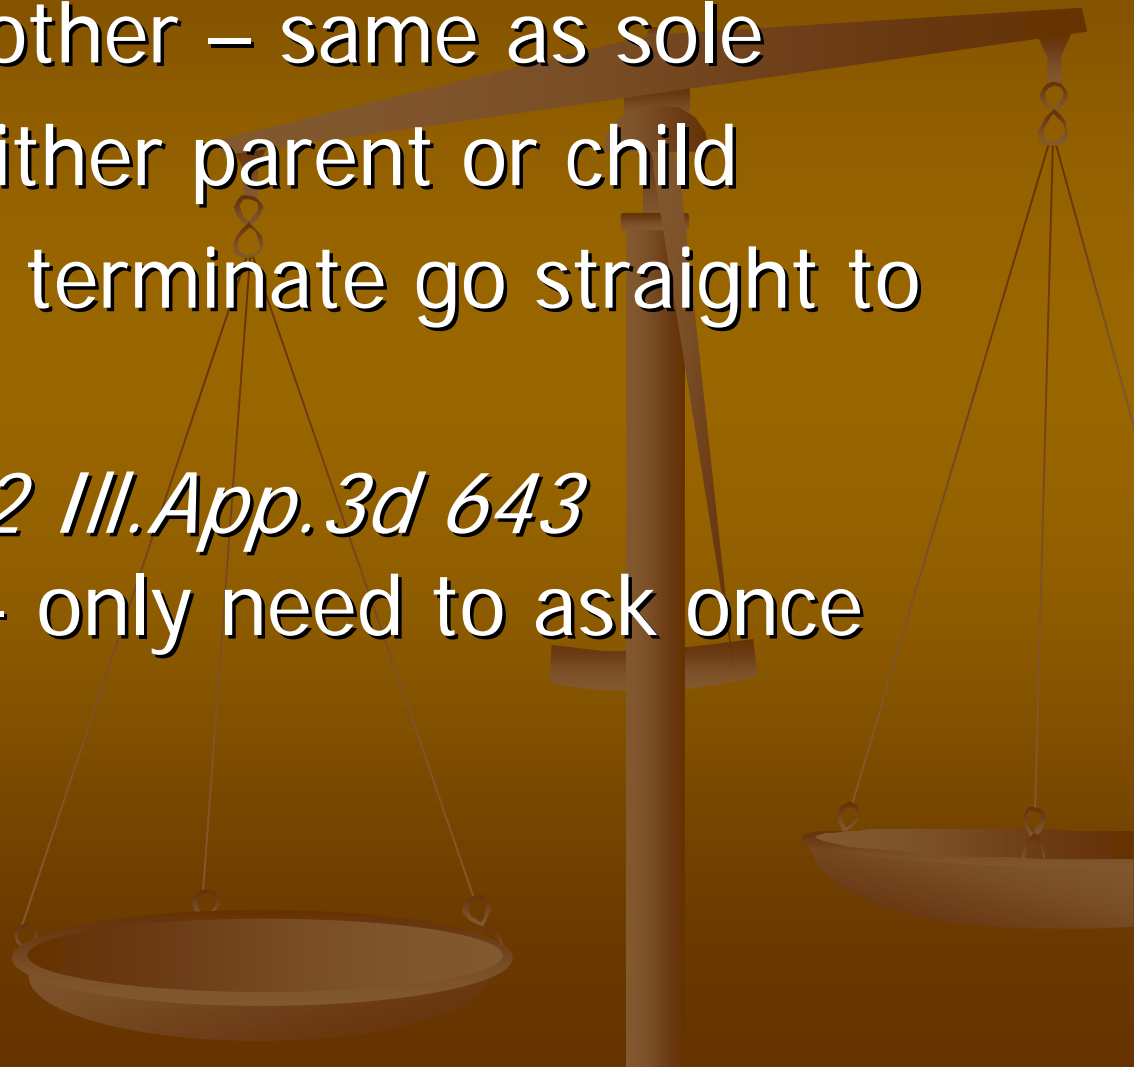 other – same as sole
ither parent or child
terminate go straight to
2 Ill.App.3d 643
- only need to ask once